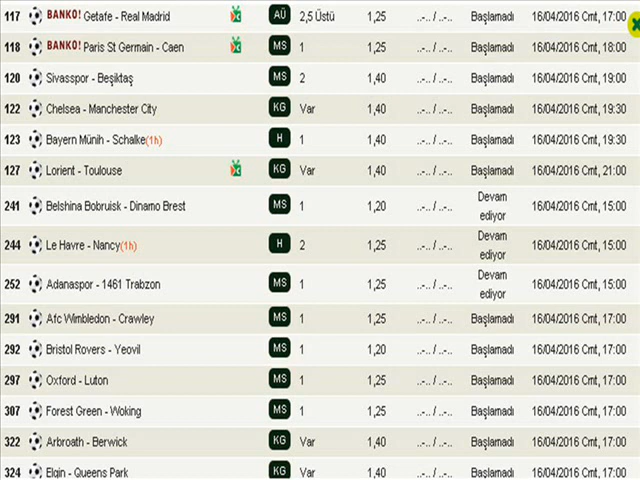 117 BANKO! Getafe - Real Madrid AÜ 2,5 Üstü 1,25 ..-.. / ..-.. Başlamadı 16/04/2016 Cmt, 17:00
118 BANKO! Paris St Germain - Caen MS 1 1,25 ..-.. / ..-.. Başlamadı 16/04/2016 Cmt, 18:00
120 Sivasspor - Beşiktaş MS 2 1,40 ..-.. / ..-.. Başlamadı 16/04/2016 Cmt, 19:00
122 Chelsea - Manchester City KG Var 1,40 ..-.. / ..-.. Başlamadı 16/04/2016 Cmt, 19:30
123 Bayern Münih - Schalke(1h) H 1 1,40 ..-.. / ..-.. Başlamadı 16/04/2016 Cmt, 19:30
127 Lorient - Toulouse KG Var 1,40 ..-.. / ..-.. Başlamadı 16/04/2016 Cmt, 21:00
241 Belshina Bobruisk - Dinamo Brest MS 1 1,20 ..-.. / ..-.. Devam ediyor 16/04/2016 Cmt, 15:00
244 Le Havre - Nancy(1h) H 2 1,25 ..-.. / ..-.. Devam ediyor 16/04/2016 Cmt, 15:00
252 Adanaspor - 1461 Trabzon MS 1 1,25 ..-.. / ..-.. Devam ediyor 16/04/2016 Cmt, 15:00
291 Afc Wimbledon - Crawley MS 1 1,25 ..-.. / ..-.. Başlamadı 16/04/2016 Cmt, 17:00
292 Bristol Rovers - Yeovil MS 1 1,20 ..-.. / ..-.. Başlamadı 16/04/2016 Cmt, 17:00
297 Oxford - Luton MS 1 1,25 ..-.. / ..-.. Başlamadı 16/04/2016 Cmt, 17:00
307 Forest Green - Woking MS 1 1,25 ..-.. / ..-.. Başlamadı 16/04/2016 Cmt, 17:00
322 Arbroath - Berwick KG Var 1,40 ..-.. / ..-.. Başlamadı 16/04/2016 Cmt, 17:00
324 Elgin - Queens Park KG Var 1,40 ..-.. / ..-.. Başlamadı 16/04/2016 Cmt, 17:00